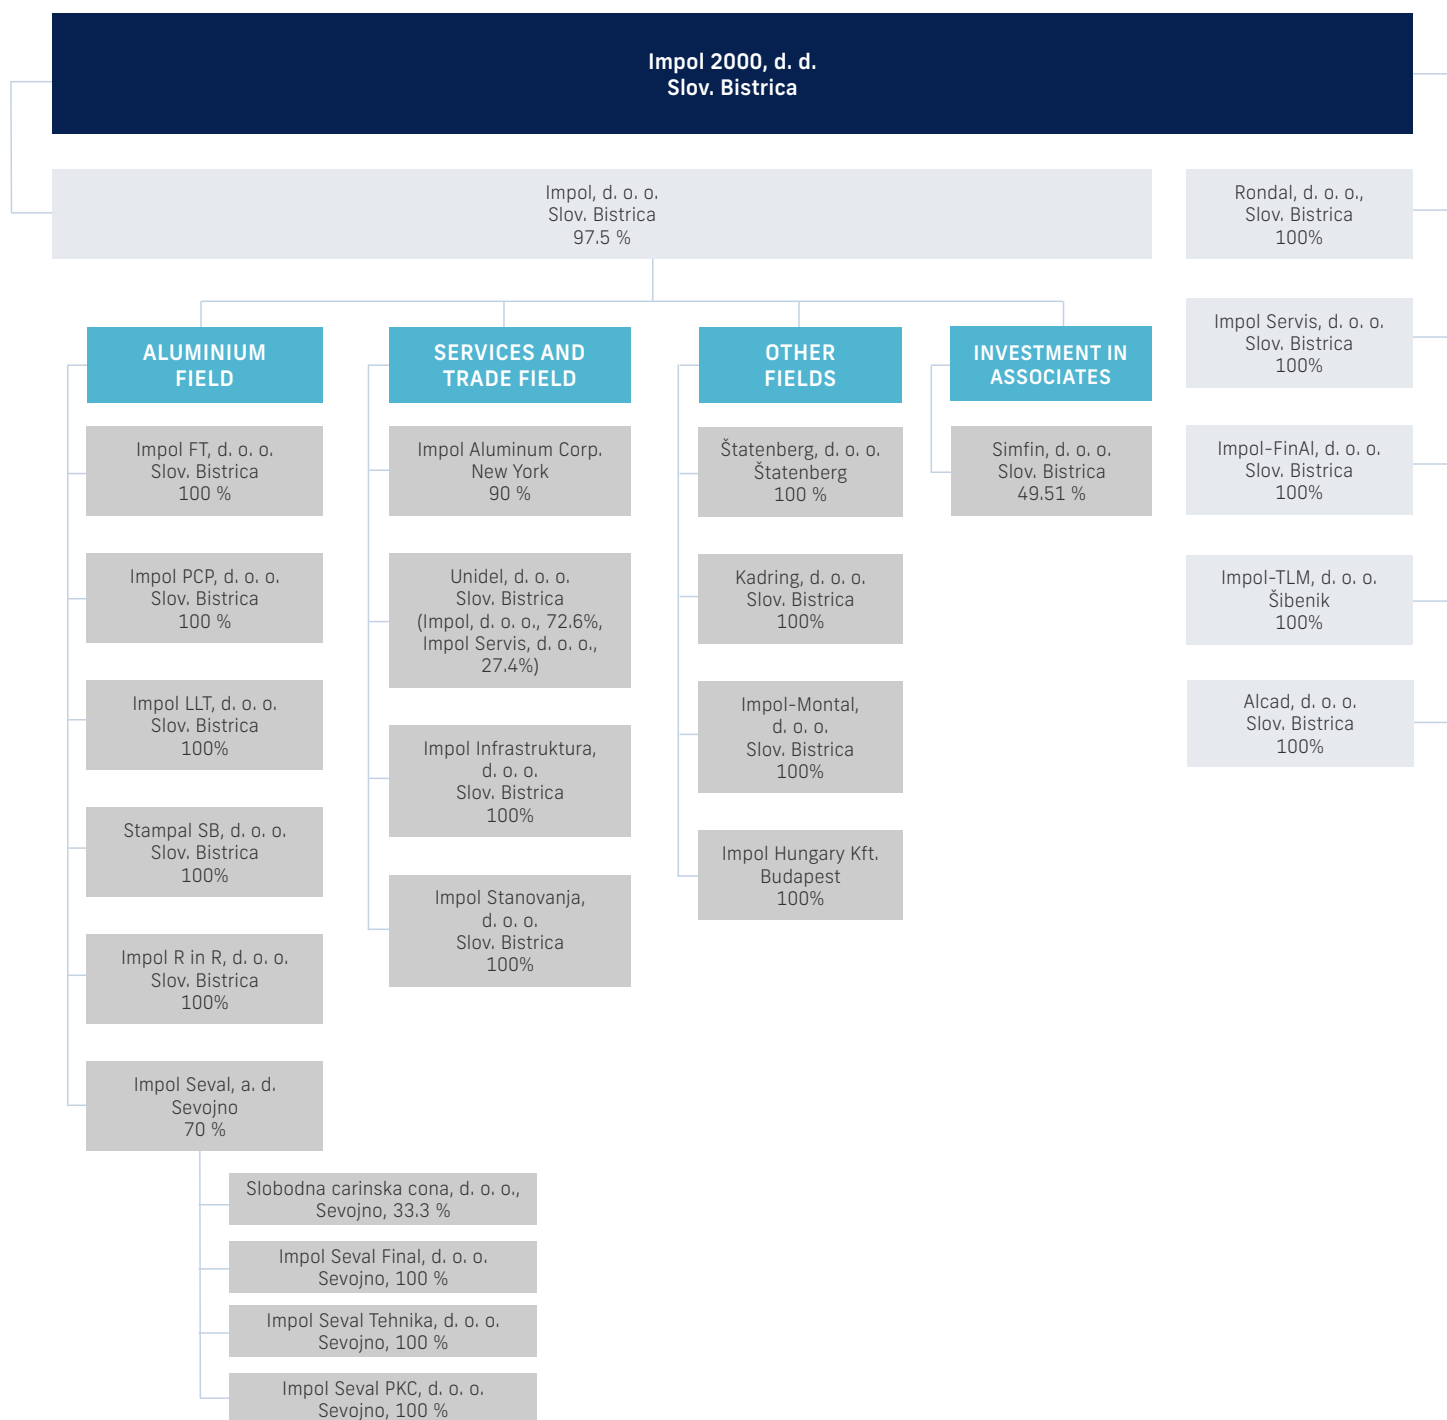 Impol 2000, d. d.
Slov. Bistrica
Impol, d. o. o.
Slov. Bistrica
97.5 %
Rondal, d. o. o.,
Slov. Bistrica
100%
Impol Servis, d. o. o.
Slov. Bistrica
100%
Impol-FinAl, d. o. o.
Slov. Bistrica
100%
Impol-TLM, d. o. o.
Šibenik
100%
Alcad, d. o. o.
Slov. Bistrica
100%
ALUMINIUM
FIELD
Impol FT, d. o. o.
Slov. Bistrica
100 %
Impol PCP, d. o. o.
Slov. Bistrica
100 %
Impol LLT, d. o. o.
Slov. Bistrica
100%
Stampal SB, d. o. o.
Slov. Bistrica
100%
Impol R in R, d. o. o.
Slov. Bistrica
100%
Impol Seval, a. d.
Sevojno
70 %
Slobodna carinska cona, d. o. o.,
Sevojno, 33.3 %
Impol Seval Final, d. o. o.
Sevojno, 100 %
Impol Seval Tehnika, d. o. o.
Sevojno, 100 %
Impol Seval PKC, d. o. o.
Sevojno, 100 %
SERVICES AND
TRADE FIELD
Impol Aluminum Corp.
New York
90 %
Unidel, d. o. o.
Slov. Bistrica
(Impol, d. o. o., 72.6%,
Impol Servis, d. o. o.,
27.4%)
Impol Infrastruktura,
d. o. o.
Slov. Bistrica
100%
Impol Stanovanja,
d. o. o.
Slov. Bistrica
100%
OTHER
FIELDS
Štatenberg, d. o. o.
Štatenberg
100 %
Kadring, d. o. o.
Slov. Bistrica
100%
Impol-Montal,
d. o. o.
Slov. Bistrica
100%
Impol Hungary Kft.
Budapest
100%
INVESTMENT IN
ASSOCIATES
Simfin, d. o. o.
Slov. Bistrica
49.51 %